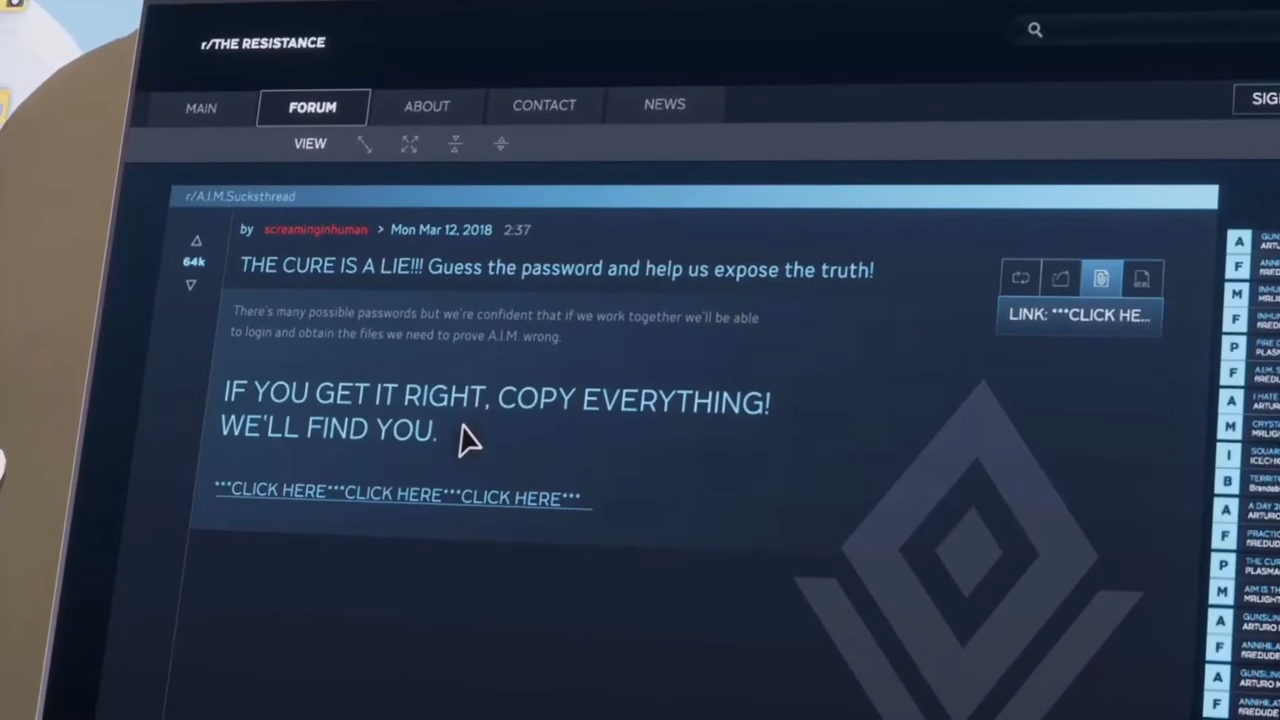 r/THE RESISTANCE
MAIN
FORUM
ABOUT
CONTACT
NEWS
VIEW
r/A.I.M.Sucksthread
by screaminginhuman > Mon Mar 12, 2018 2:37
64k
THE CURE IS A LIE!!! Guess the password and help us expose the truth!
There's many possible passwords but we're confident that if we work together we'll be able
to login and obtain the files we need to prove A.I.M. wrong.
LINK: ***CLICK HE...
IF YOU GET IT RIGHT, COPY EVERYTHING!
WE'LL FIND YOU.
***CLICK HERE***CLICK HERE***CLICK HERE***
A
F
M
F
P
F
A
M
I
B
A
F
P
M
A
F
A
F